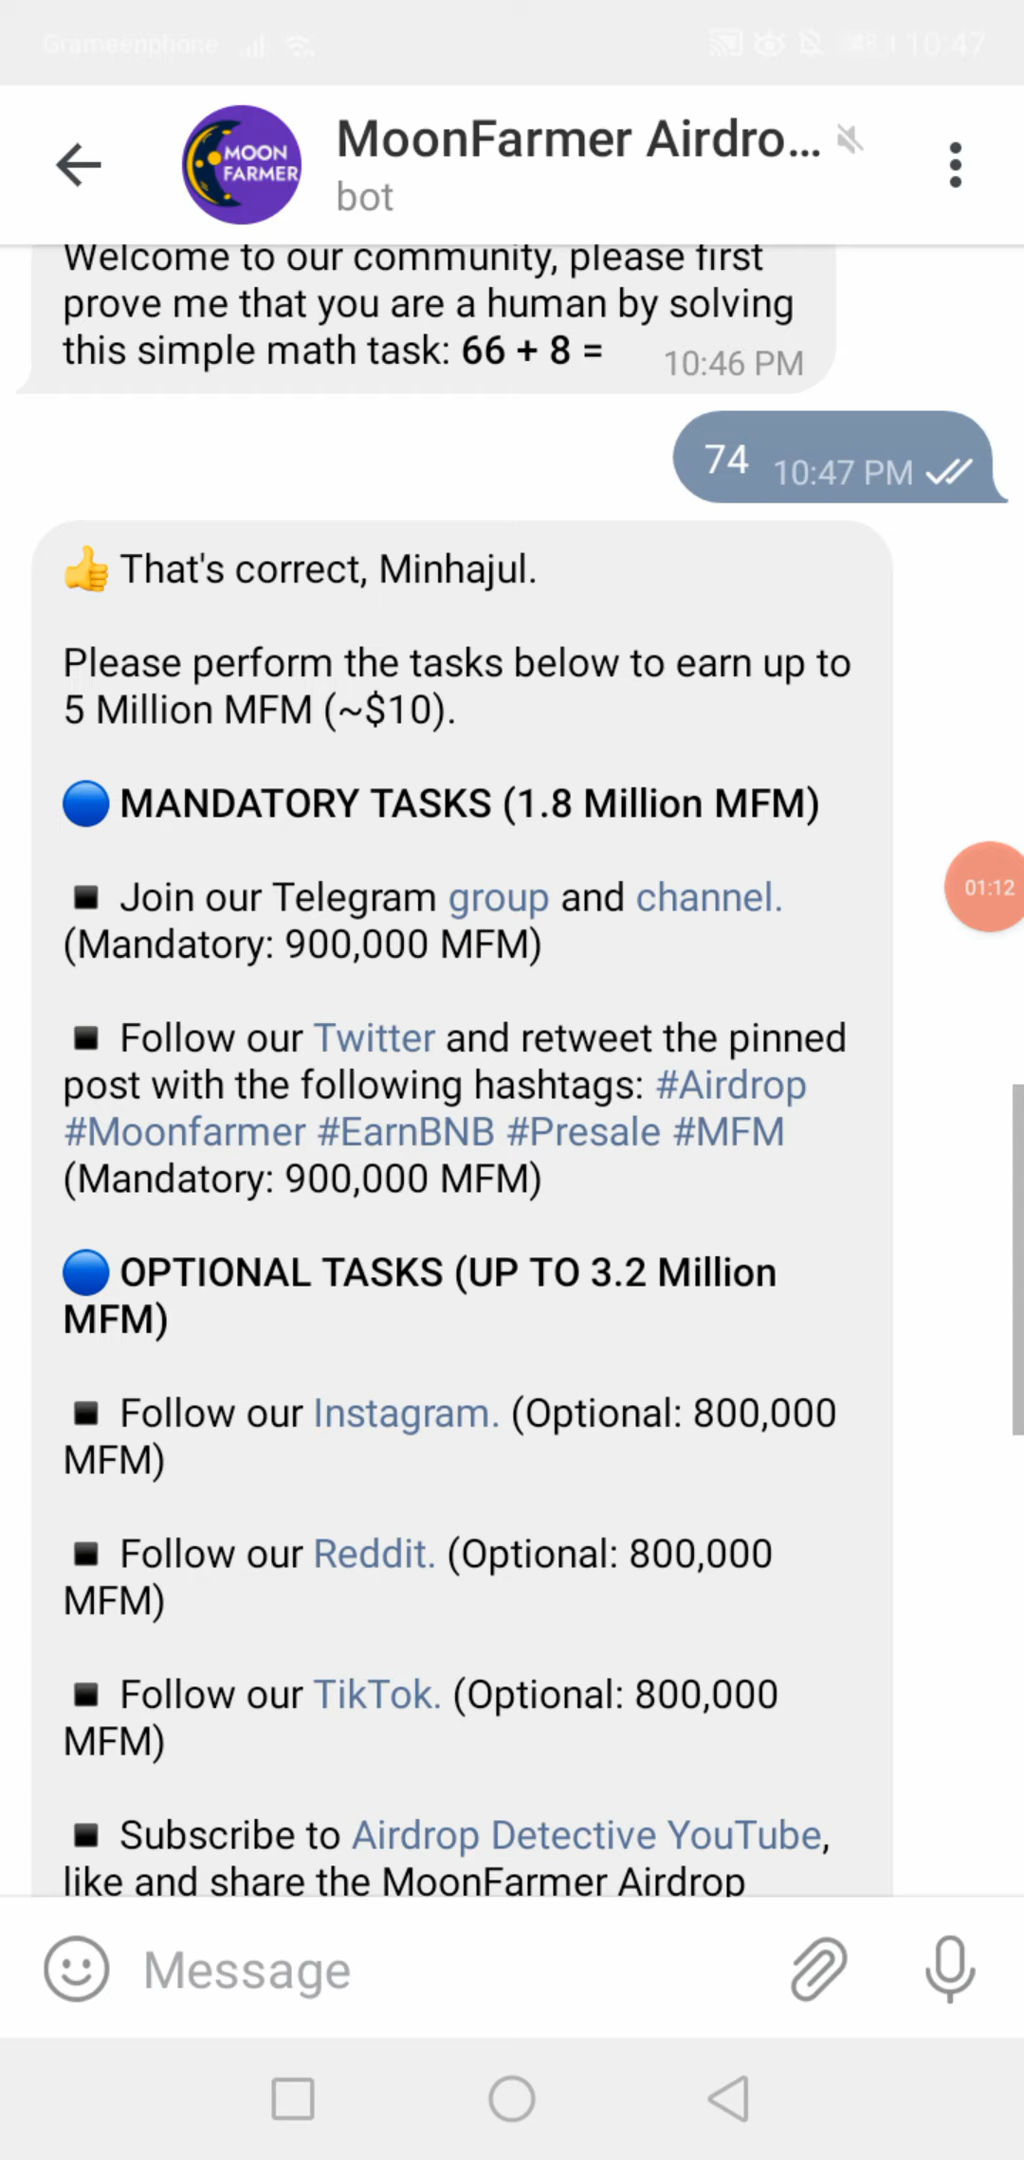 Grameenphone 48 10:47
MOON
FARMER
MoonFarmer Airdro...
bot
Welcome to our community, please first
prove me that you are a human by solving
this simple math task: 66 + 8 =
10:46 PM
74 10:47 PM
👍 That's correct, Minhajul.
Please perform the tasks below to earn up to
5 Million MFM (~$10).
🔵 MANDATORY TASKS (1.8 Million MFM)
▪ Join our Telegram group and channel.
(Mandatory: 900,000 MFM)
01:12
▪ Follow our Twitter and retweet the pinned
post with the following hashtags: #Airdrop
#Moonfarmer #EarnBNB #Presale #MFM
(Mandatory: 900,000 MFM)
🔵 OPTIONAL TASKS (UP TO 3.2 Million
MFM)
▪ Follow our Instagram. (Optional: 800,000
MFM)
▪ Follow our Reddit. (Optional: 800,000
MFM)
▪ Follow our TikTok. (Optional: 800,000
MFM)
▪ Subscribe to Airdrop Detective YouTube,
like and share the MoonFarmer Airdrop
Message